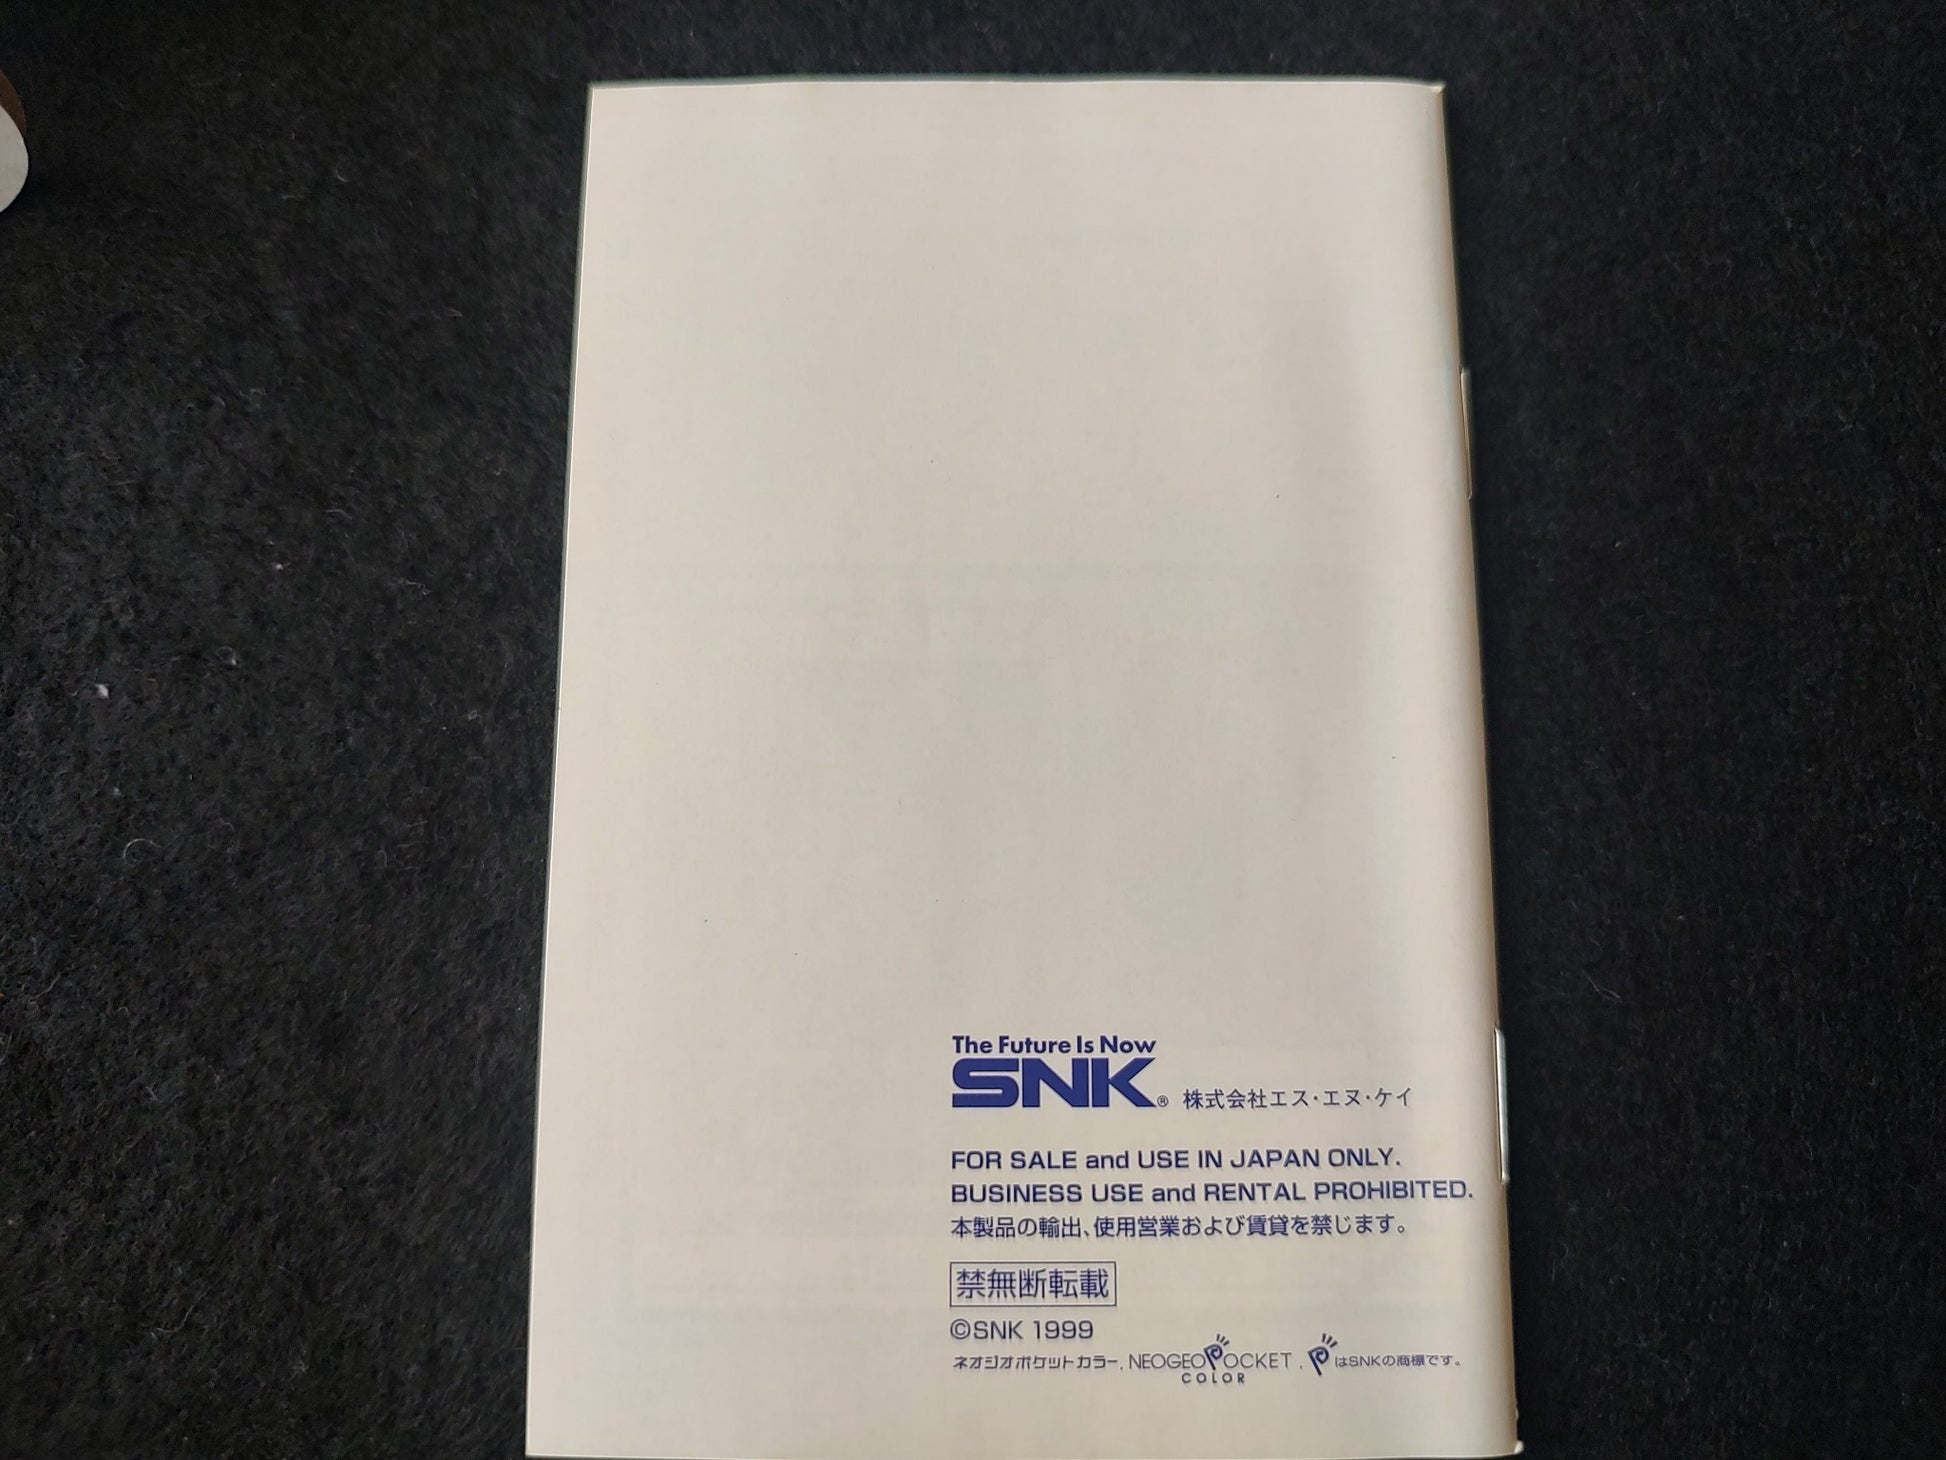 The Future Is Now
SNK® 株式会社エス・エヌ・ケイ
FOR SALE and USE IN JAPAN ONLY.
BUSINESS USE and RENTAL PROHIBITED.
本製品の輸出、使用営業および賃貸を禁じます。
禁無断転載
©SNK 1999
ネオジオポケットカラー, NEOGEO POCKET COLOR, P はSNKの商標です。